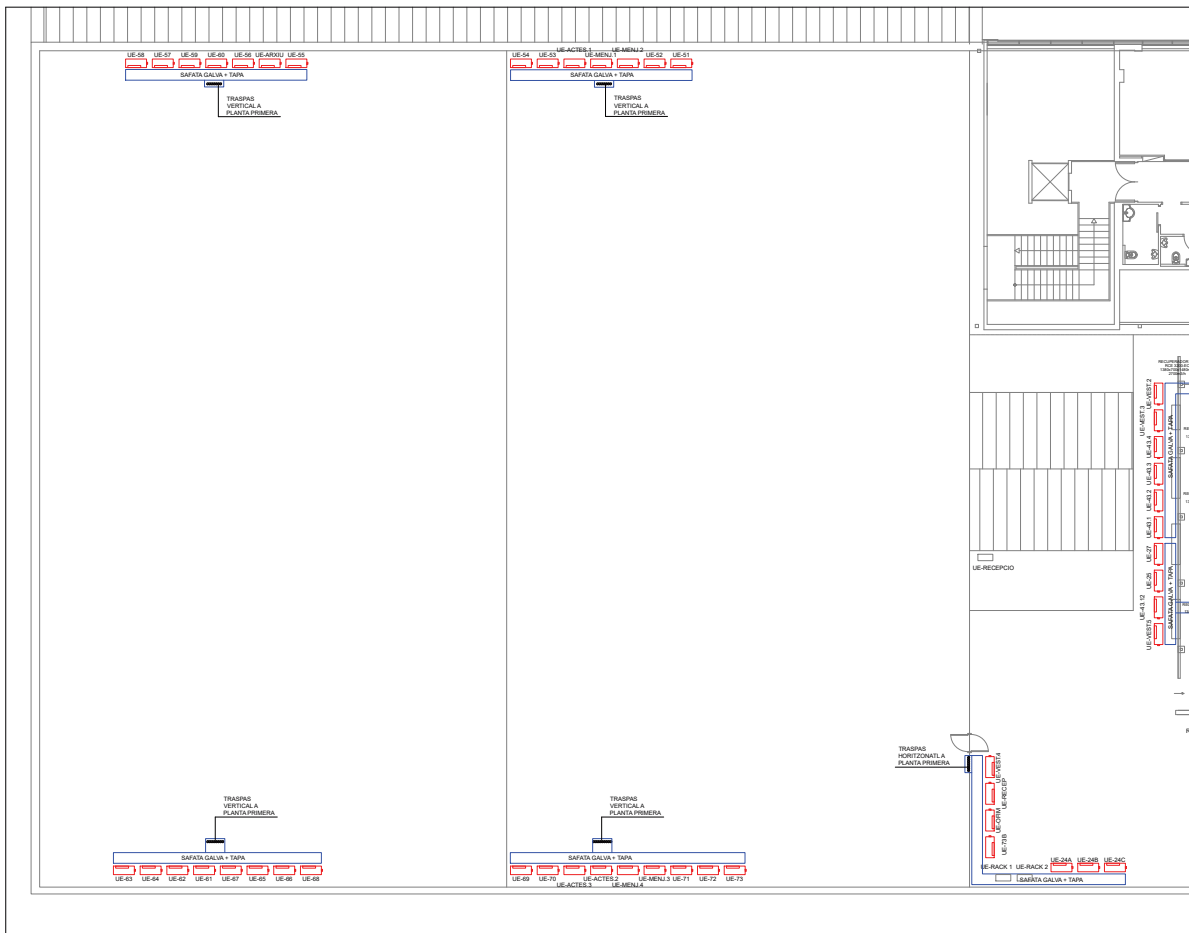 UE-58 UE-57 UE-59 UE-60 UE-56 UE-ARXIU UE-55
SAFATA GALVA + TAPA
TRASPAS
VERTICAL A
PLANTA PRIMERA
UE-ACTES.1 UE-MENJ.2
UE-54 UE-53 UE-MENJ.1 UE-52 UE-51
SAFATA GALVA + TAPA
TRASPAS
VERTICAL A
PLANTA PRIMERA
UE-VEST.2
UE-VEST.3
UE-43.4
UE-43.3
UE-43.2
UE-43.1
UE-27
UE-25
UE-43.12
UE-VEST.5
SAFATA GALVA + TAPA
SAFATA GALVA + TAPA
UE-RECEPCIO
TRASPAS
HORITZONATL A
PLANTA PRIMERA
UE-VEST.4
UE-RECEP
UE-OFIM
UE-73B
UE-RACK 1 UE-RACK 2 UE-24A UE-24B UE-24C
SAFATA GALVA + TAPA
TRASPAS
VERTICAL A
PLANTA PRIMERA
SAFATA GALVA + TAPA
UE-63 UE-64 UE-62 UE-61 UE-67 UE-65 UE-66 UE-68
TRASPAS
VERTICAL A
PLANTA PRIMERA
SAFATA GALVA + TAPA
UE-69 UE-70 UE-ACTES.2 UE-MENJ.3 UE-71 UE-72 UE-73
UE-ACTES.3 UE-MENJ.4